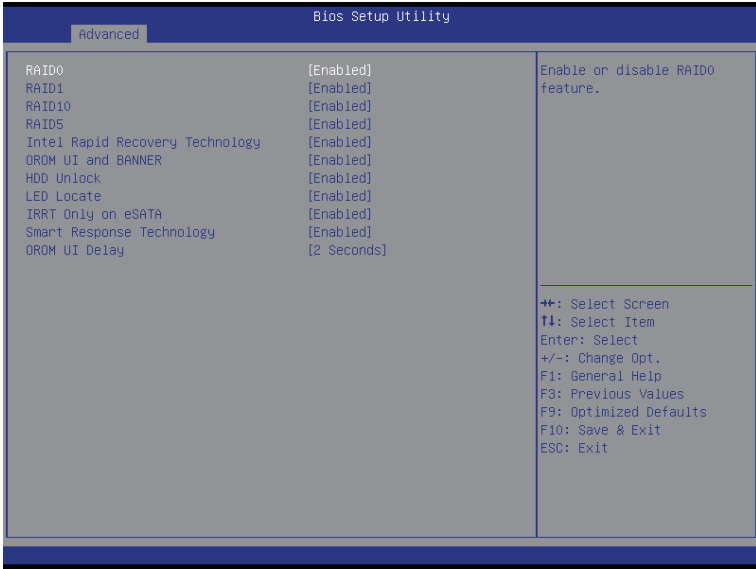 Bios Setup Utility
Advanced
RAID0 [Enabled]
RAID1 [Enabled]
RAID10 [Enabled]
RAID5 [Enabled]
Intel Rapid Recovery Technology [Enabled]
OROM UI and BANNER [Enabled]
HDD Unlock [Enabled]
LED Locate [Enabled]
IRRT Only on eSATA [Enabled]
Smart Response Technology [Enabled]
OROM UI Delay [2 Seconds]
Enable or disable RAID0
feature.
→←: Select Screen
↑↓: Select Item
Enter: Select
+/-: Change Opt.
F1: General Help
F3: Previous Values
F9: Optimized Defaults
F10: Save & Exit
ESC: Exit